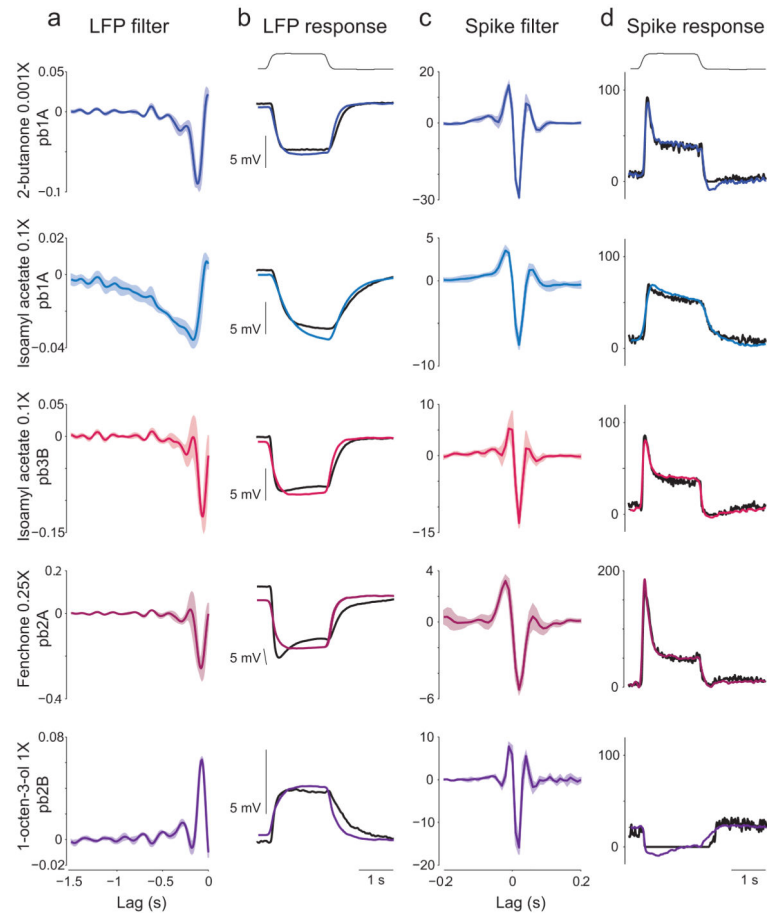 a LFP filter b LFP response c Spike filter d Spike response
2-butanone 0.001X
pb1A
0.05
0
−0.1
5 mV
20
0
−30
100
0
Isoamyl acetate 0.1X
pb1A
0.02
0
−0.04
5 mV
5
0
−10
100
0
Isoamyl acetate 0.1X
pb3B
0.05
0
−0.15
5 mV
10
0
−15
100
0
Fenchone 0.25X
pb2A
0.2
0
−0.4
5 mV
4
0
−6
200
0
1-octen-3-ol 1X
pb2B
0.08
0
−0.02
5 mV
10
0
−20
100
0
−1.5 −1 −0.5 0 1 s −0.2 0 0.2 1 s
Lag (s) Lag (s)